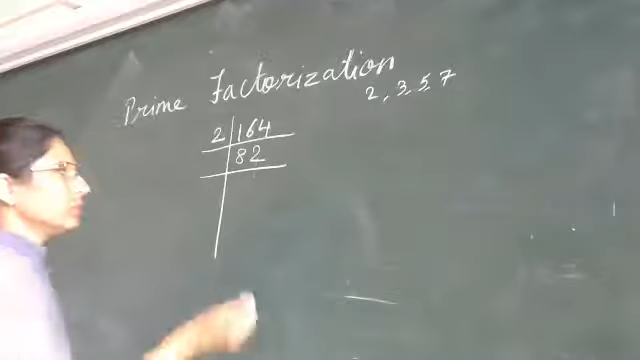 Prime Factorization
2, 3, 5, 7
2 | 164
82